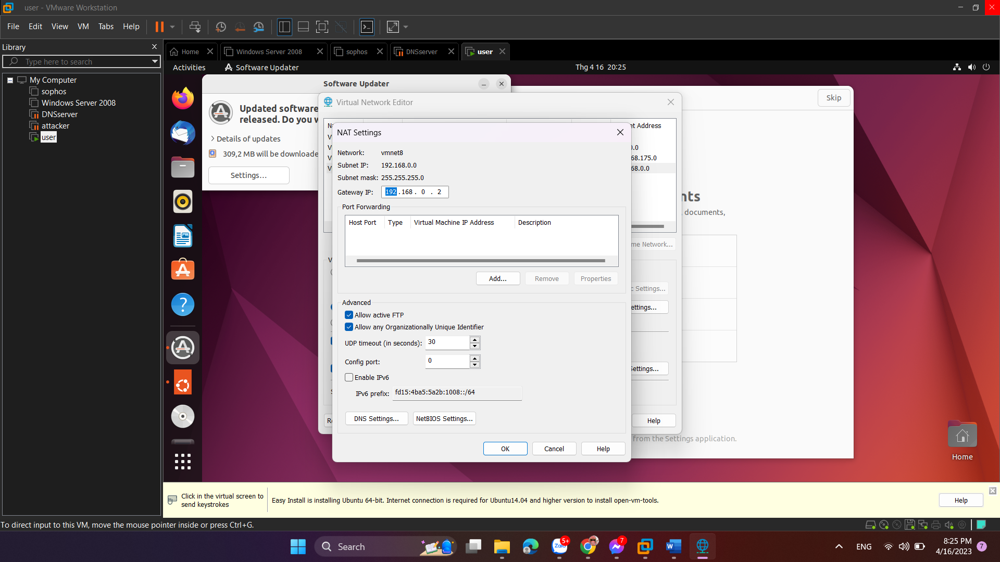 user - VMware Workstation
File Edit View VM Tabs Help
Library
Type here to search
My Computer
sophos
Windows Server 2008
DNSserver
attacker
user
Home
Windows Server 2008
sophos
DNSserver
user
Activities
Software Updater
Thg 4 16 20:25
Software Updater
Updated software
released. Do you
Details of updates
309,2 MB will be downloade
Settings…
Skip
Virtual Network Editor
et Address
68.175.0
68.0.0
NAT Settings
Network: vmnet8
Subnet IP: 192.168.0.0
Subnet mask: 255.255.255.0
Gateway IP: 192 . 168 . 0 . 2
Port Forwarding
Host Port Type Virtual Machine IP Address Description
Add... Remove Properties
Advanced
Allow active FTP
Allow any Organizationally Unique Identifier
UDP timeout (in seconds): 30
Config port: 0
Enable IPv6
IPv6 prefix: fd15:4ba5:5a2b:1008::/64
DNS Settings... NetBIOS Settings...
OK Cancel Help
me Network...
c Settings...
ettings...
Settings...
Help
nts
documents,
from the Settings application.
Home
Click in the virtual screen to
send keystrokes
Easy Install is installing Ubuntu 64-bit. Internet connection is required for Ubuntu14.04 and higher version to install open-vm-tools.
Help
To direct input to this VM, move the mouse pointer inside or press Ctrl+G.
Search
Zalo
5+
7
ENG
8:25 PM
4/16/2023
7